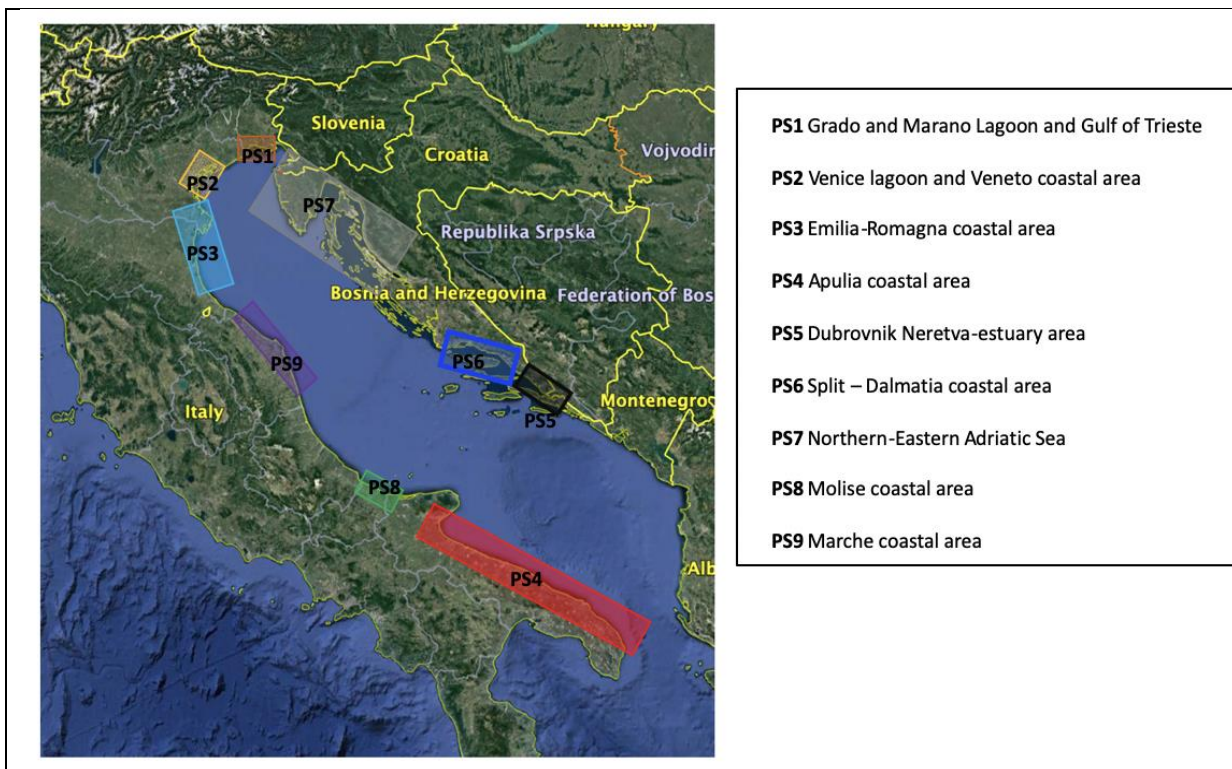 Hungary
Slovenia
Croatia
Vojvodin
PS1
PS2
PS7
PS3
Republika Srpska
Bosnia and Herzegovina
Federation of Bos
PS9
PS6
Italy
PS5
Montenegro
PS8
PS4
Alb
PS1 Grado and Marano Lagoon and Gulf of Trieste
PS2 Venice lagoon and Veneto coastal area
PS3 Emilia-Romagna coastal area
PS4 Apulia coastal area
PS5 Dubrovnik Neretva-estuary area
PS6 Split – Dalmatia coastal area
PS7 Northern-Eastern Adriatic Sea
PS8 Molise coastal area
PS9 Marche coastal area